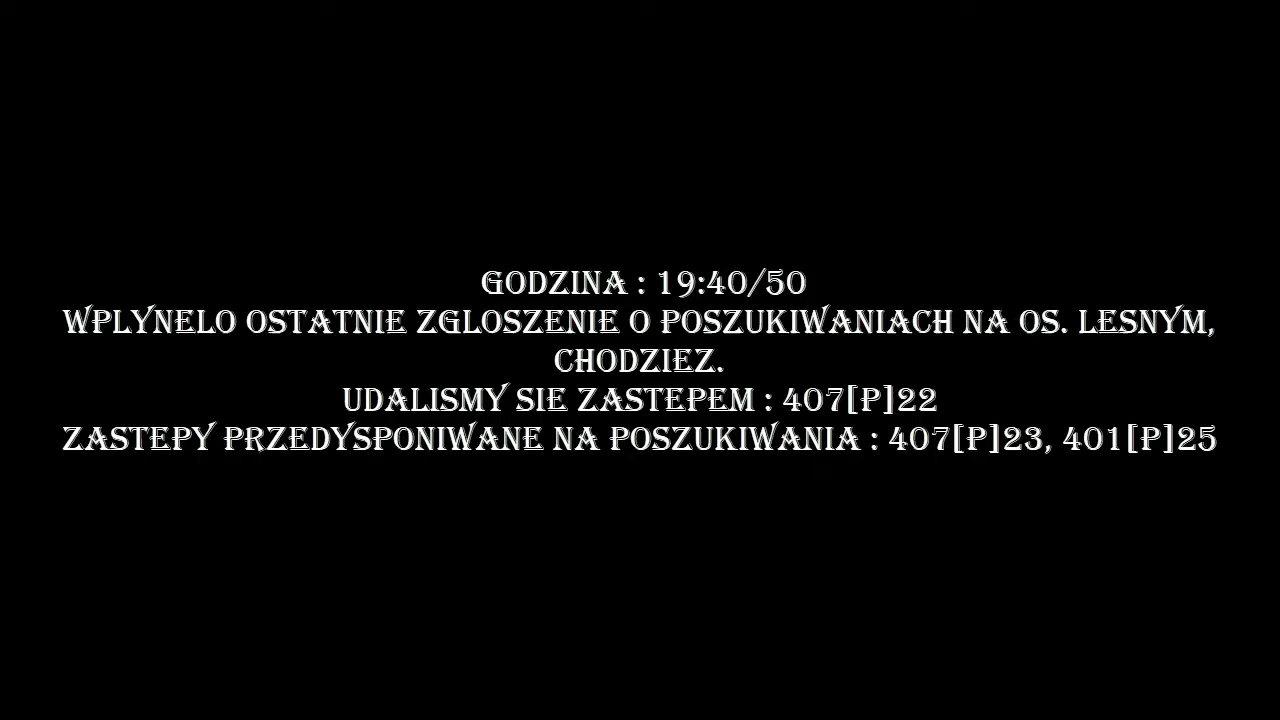 GODZINA : 19:40/50
WPLYNELO OSTATNIE ZGLOSZENIE O POSZUKIWANIACH NA OS. LESNYM,
CHODZIEZ.
UDALISMY SIE ZASTEPEM : 407[P]22
ZASTEPY PRZEDYSPONIWANE NA POSZUKIWANIA : 407[P]23, 401[P]25